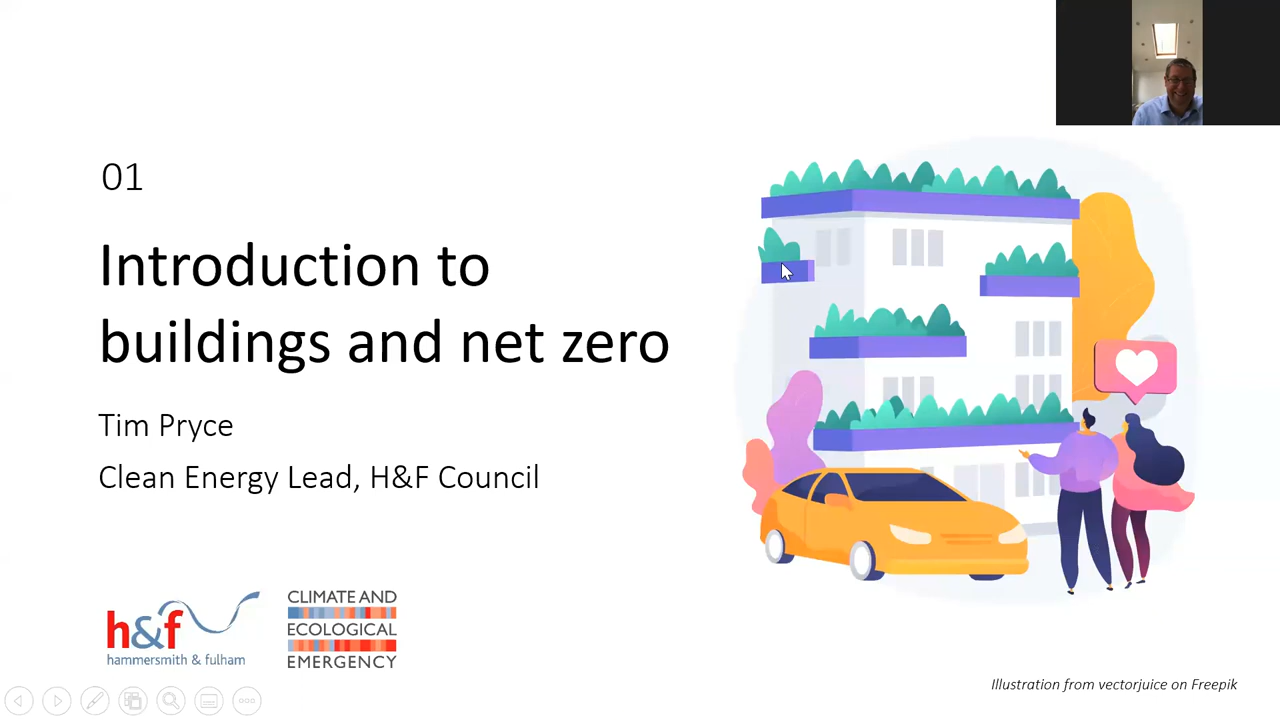 01
Introduction to
buildings and net zero
Tim Pryce
Clean Energy Lead, H&F Council
h&f
hammersmith & fulham
CLIMATE AND
ECOLOGICAL
EMERGENCY
Illustration from vectorjuice on Freepik